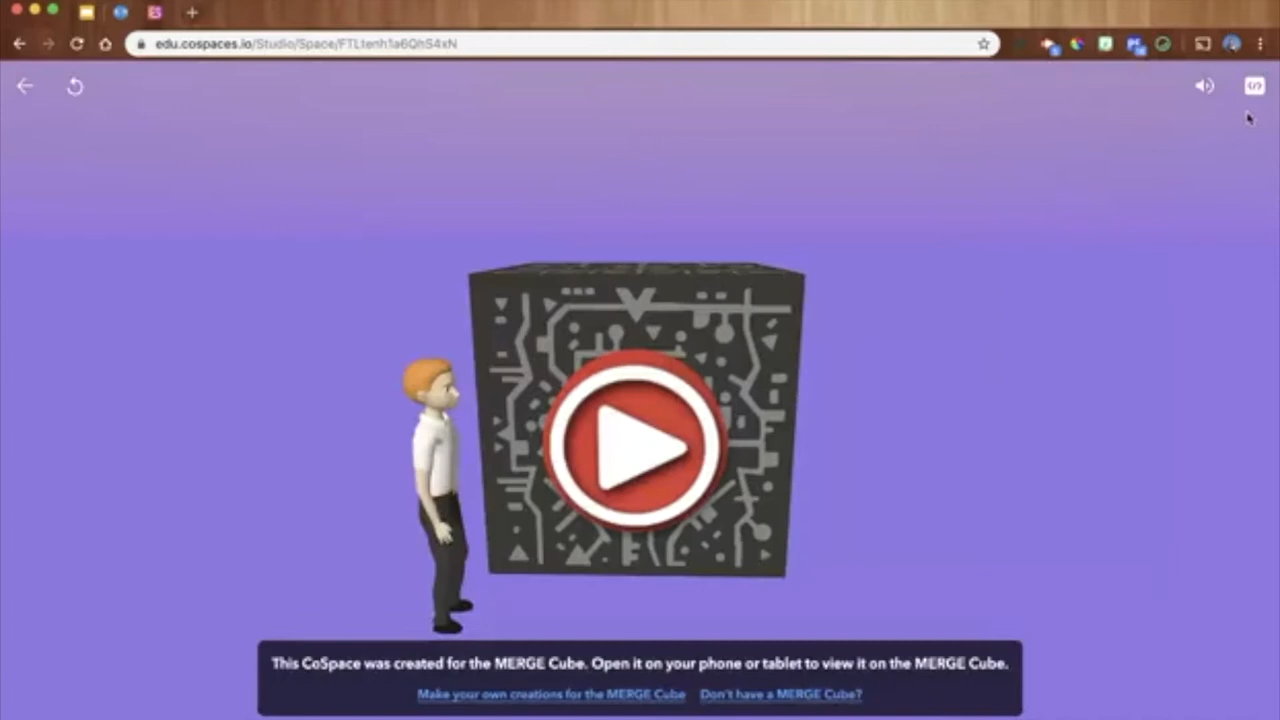 edu.cospaces.io/Studio/Space/FTLtenh1a6QhS4xN
This CoSpace was created for the MERGE Cube. Open it on your phone or tablet to view it on the MERGE Cube.
Make your own creations for the MERGE Cube Don't have a MERGE Cube?